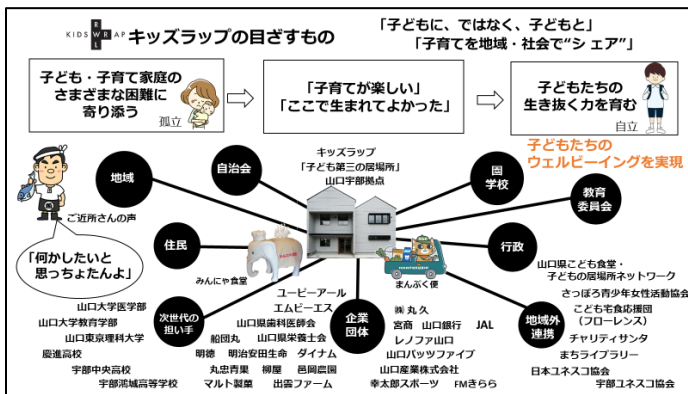 KIDS WRAP
RWL
キッズラップの目ざすもの
「子どもに、ではなく、子どもと」
「子育てを地域・社会で“シェア”」
子ども・子育て家庭の
さまざまな困難に
寄り添う
孤立
「子育てが楽しい」
「ここで生まれてよかった」
子どもたちの
生き抜く力を育む
自立
子どもたちの
ウェルビーイングを実現
キッズラップ
「子ども第三の居場所」
山口宇部拠点
地域
自治会
園
学校
教育
委員会
ご近所さんの声
「何かしたいと
思っちょたんよ」
住民
みんにゃ食堂
まんぷく便
行政
山口県こども食堂・
子どもの居場所ネットワーク
さっぽろ青少年女性活動協会
こども宅食応援団
(フローレンス)
チャリティサンタ
まちライブラリー
日本ユネスコ協会
宇部ユネスコ協会
地域外
連携
次世代の
担い手
山口大学医学部
山口大学教育学部
山口東京理科大学
慶進高校
宇部中央高校
宇部鴻城高等学校
企業
団体
ユービーアール
エムビーエス
山口県歯科医師会
船団丸 山口県栄養士会
明徳 明治安田生命 ダイナム
丸忠青果 柳屋 邑岡農園
マルト製菓 出雲ファーム
㈱丸久
宮商 山口銀行 JAL
レノファ山口
山口パッツファイブ
山口産業株式会社
幸太郎スポーツ FMきらら